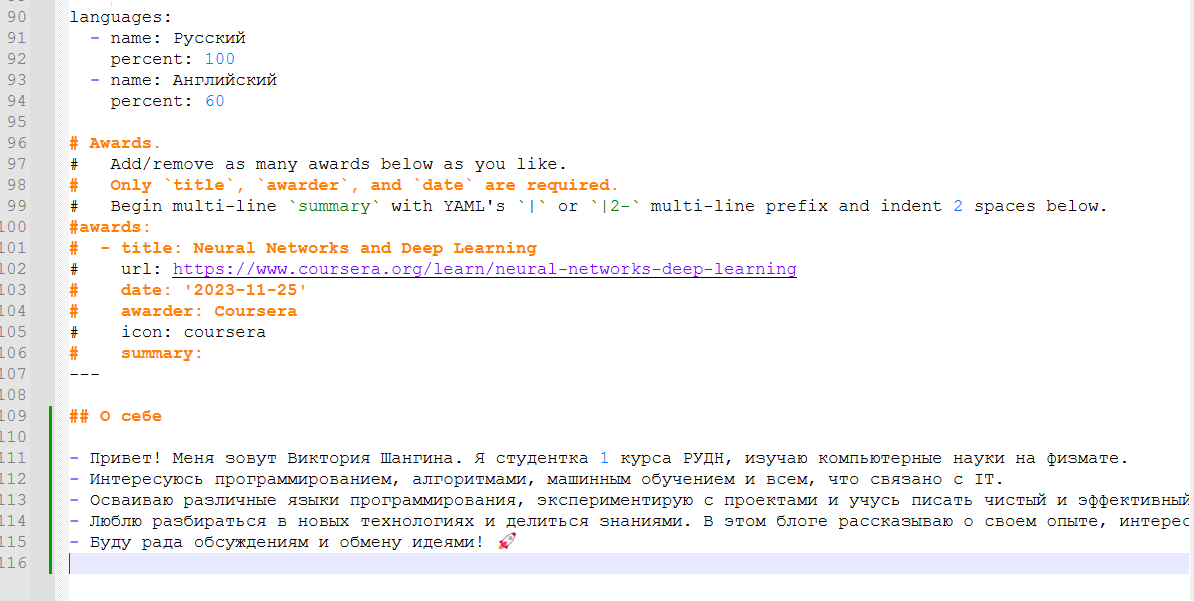 90 languages:
91   - name: Русский
92     percent: 100
93   - name: Английский
94     percent: 60
95
96 # Awards.
97 #   Add/remove as many awards below as you like.
98 #   Only `title`, `awarder`, and `date` are required.
99 #   Begin multi-line `summary` with YAML's `|` or `|2-` multi-line prefix and indent 2 spaces below.
100 #awards:
101 #  - title: Neural Networks and Deep Learning
102 #    url: https://www.coursera.org/learn/neural-networks-deep-learning
103 #    date: '2023-11-25'
104 #    awarder: Coursera
105 #    icon: coursera
106 #    summary:
107 ---
108
109 ## О себе
110
111 - Привет! Меня зовут Виктория Шангина. Я студентка 1 курса РУДН, изучаю компьютерные науки на физмате.
112 - Интересуюсь программированием, алгоритмами, машинным обучением и всем, что связано с IT.
113 - Осваиваю различные языки программирования, экспериментирую с проектами и учусь писать чистый и эффективный
114 - Люблю разбираться в новых технологиях и делиться знаниями. В этом блоге рассказываю о своем опыте, интерес
115 - Буду рада обсуждениям и обмену идеями! 🚀
116